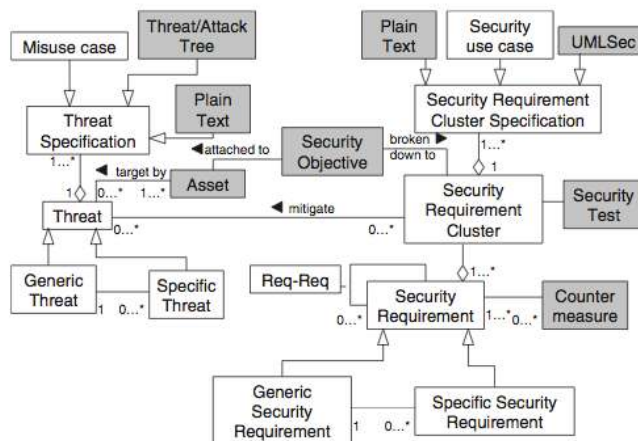 Misuse case
Threat/Attack
Tree
Plain
Text
Security
use case
UMLSec
Threat
Specification
Plain
Text
Security Requirement
Cluster Specification
◀attached to
Security
Objective
broken ▶
down to
1...*
1...*
◀ target by
Asset
1
0...*
1...*
1
Threat
◀ mitigate
0...*
0...*
Security
Requirement
Cluster
Security
Test
Generic
Threat
1
0...*
Specific
Threat
Req-Req
1...*
0...*
Security
Requirement
1...*
0...*
Counter
measure
Generic
Security
Requirement
1
0...*
Specific Security
Requirement